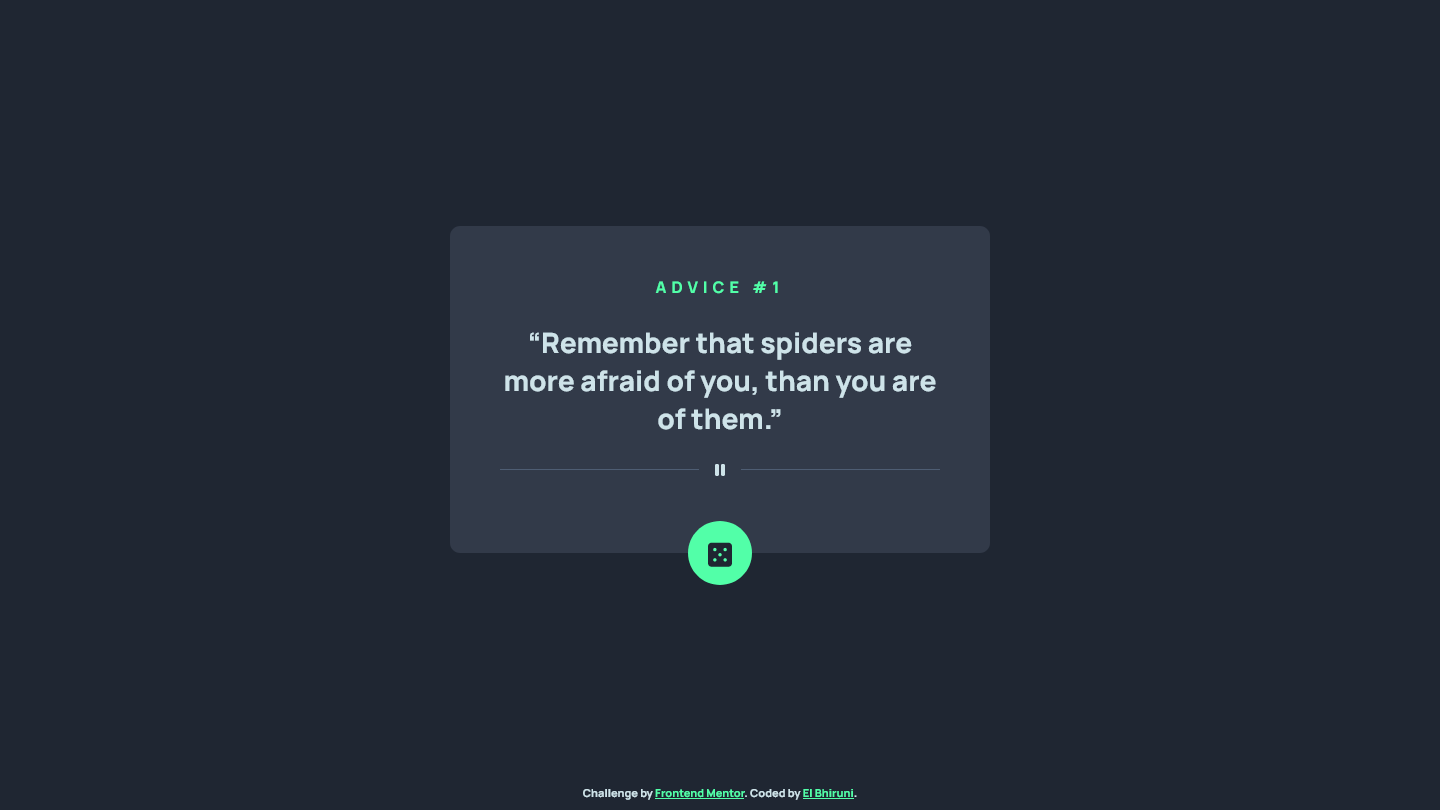 ADVICE #1
“Remember that spiders are
more afraid of you, than you are
of them.”
Challenge by Frontend Mentor. Coded by El Bhiruni.